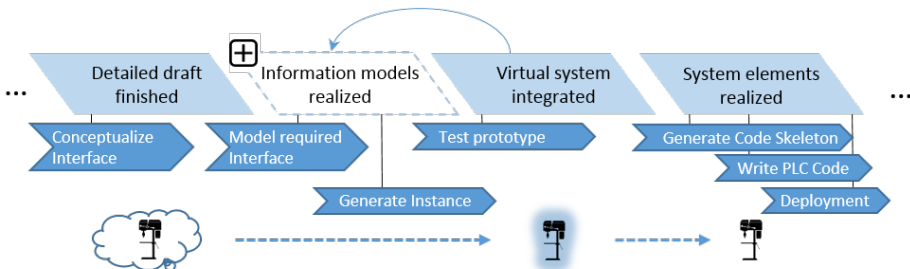 ...
Detailed draft
finished
Information models
realized
Virtual system
integrated
System elements
realized
...
Conceptualize
Interface
Model required
Interface
Test prototype
Generate Code Skeleton
Write PLC Code
Generate Instance
Deployment